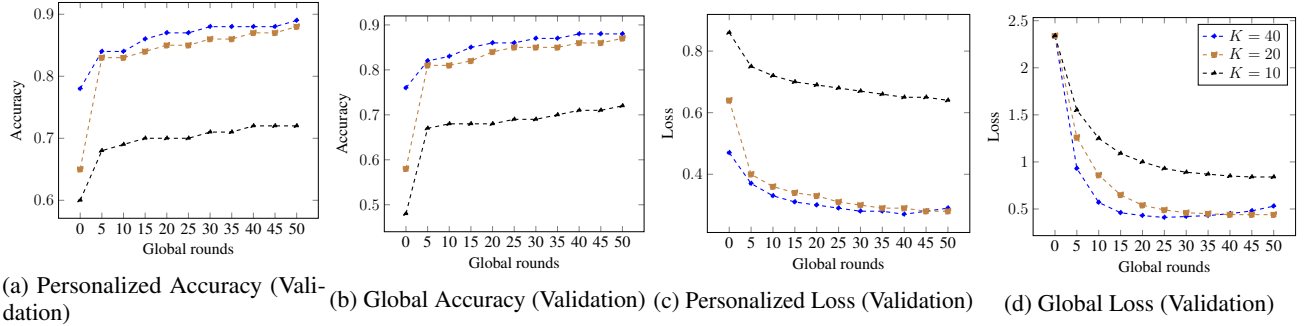 0.9
0.8
0.7
0.6
Accuracy
0 5 10 15 20 25 30 35 40 45 50
Global rounds
(a) Personalized Accuracy (Vali-
dation)
0.9
0.8
0.7
0.6
0.5
Accuracy
0 5 10 15 20 25 30 35 40 45 50
Global rounds
(b) Global Accuracy (Validation)
0.8
0.6
0.4
Loss
0 5 10 15 20 25 30 35 40 45 50
Global rounds
(c) Personalized Loss (Validation)
2.5
2
1.5
1
0.5
Loss
K = 40
K = 20
K = 10
0 5 10 15 20 25 30 35 40 45 50
Global rounds
(d) Global Loss (Validation)